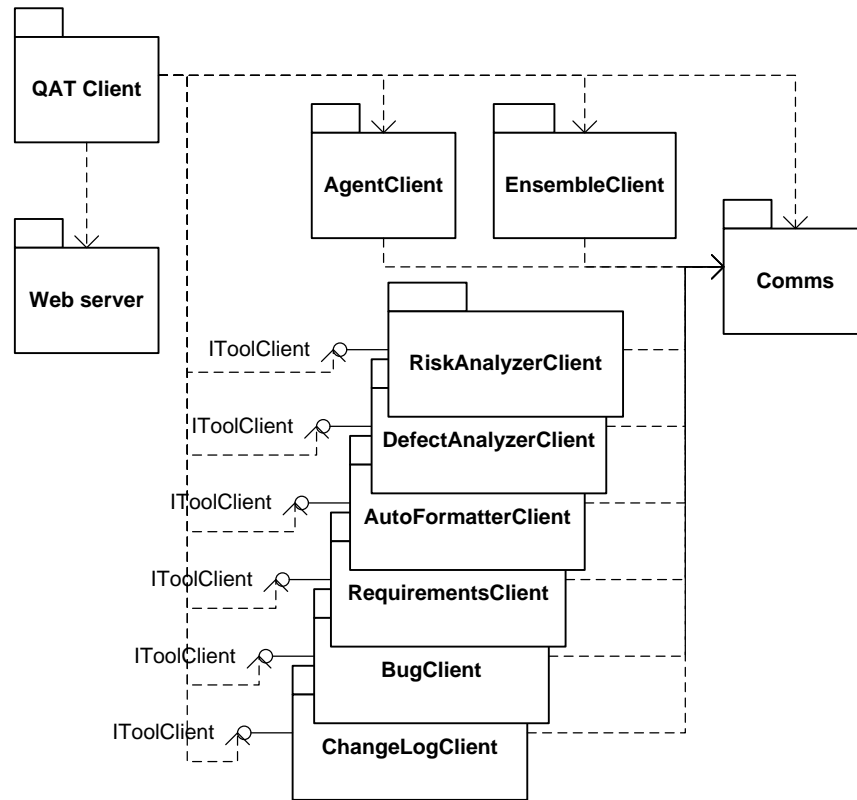 QAT Client
AgentClient
EnsembleClient
Web server
Comms
IToolClient
RiskAnalyzerClient
IToolClient
DefectAnalyzerClient
IToolClient
AutoFormatterClient
IToolClient
RequirementsClient
IToolClient
BugClient
IToolClient
ChangeLogClient